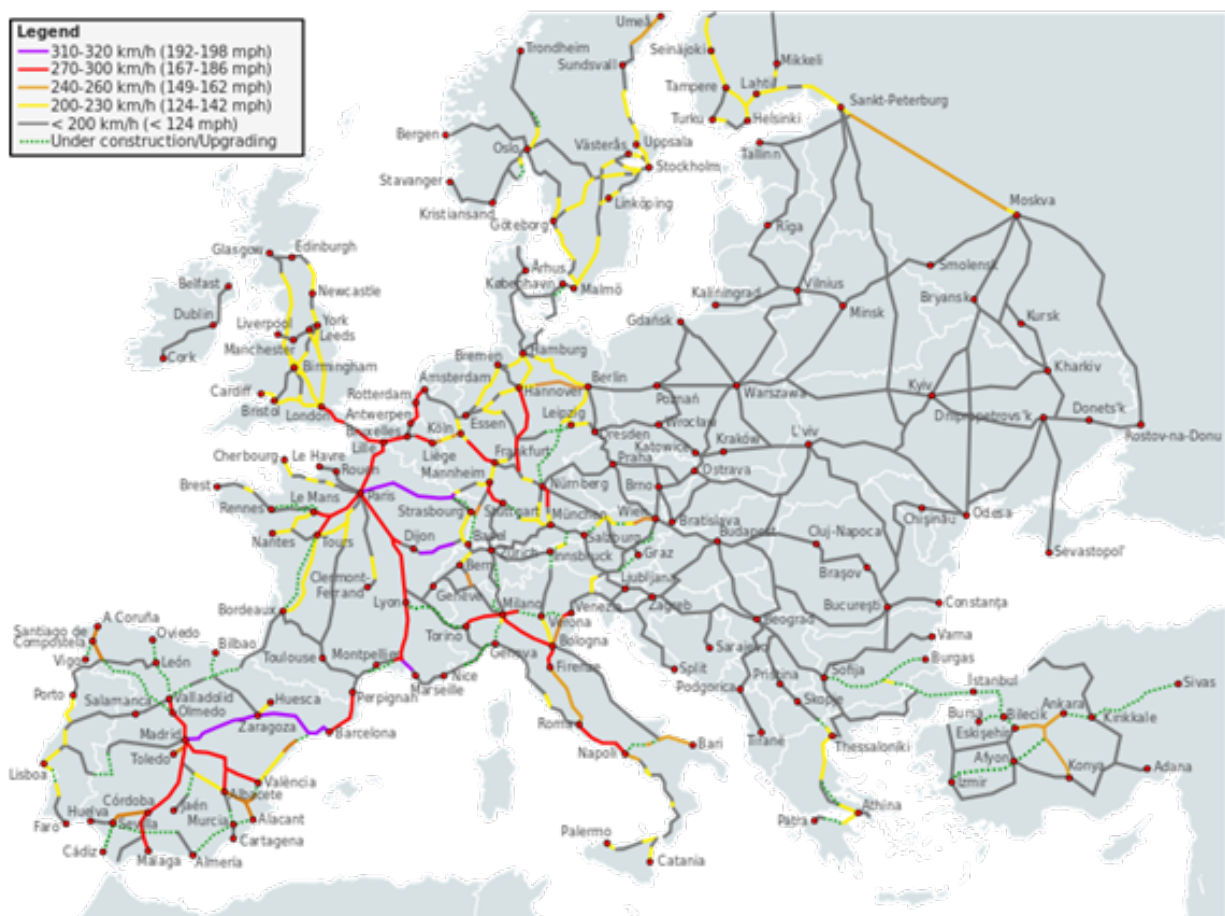 Legend
310-320 km/h (192-198 mph)
270-300 km/h (167-186 mph)
240-260 km/h (149-162 mph)
200-230 km/h (124-142 mph)
< 200 km/h (< 124 mph)
Under construction/Upgrading
Umeå
Trondheim
Seinäjoki
Mikkeli
Sundsvall
Tampere
Lahti
Sankt-Peterburg
Turku
Helsinki
Bergen
Oslo
Västerås
Uppsala
Stockholm
Tallinn
Stavanger
Kristiansand
Linköping
Göteborg
Rīga
Moskva
Glasgow
Edinburgh
Århus
København
Malmö
Smolensk
Belfast
Newcastle
Kaliningrad
Vilnius
Minsk
Bryansk
Dublin
Liverpool
York
Leeds
Manchester
Gdańsk
Kursk
Cork
Birmingham
Bremen
Hamburg
Kharkiv
Cardiff
Bristol
London
Amsterdam
Rotterdam
Antwerpen
Bruxelles
Hannover
Berlin
Poznań
Warszawa
Kyiv
Essen
Leipzig
Dnipropetrovs'k
Donets'k
Rostov-na-Donu
Lille
Liège
Köln
Dresden
Wrocław
Katowice
Kraków
L'viv
Cherbourg
Le Havre
Rouen
Mannheim
Frankfurt
Praha
Ostrava
Brest
Rennes
Le Mans
Paris
Strasbourg
Stuttgart
Nürnberg
Brno
Nantes
Tours
München
Wien
Bratislava
Chişinău
Odesa
Dijon
Basel
Zürich
Innsbruck
Salzburg
Graz
Budapest
Cluj-Napoca
Sevastopol'
Clermont-
Ferrand
Bern
Genève
Ljubljana
Zagreb
Braşov
Bordeaux
Lyon
Milano
Venezia
Verona
Beograd
Bucureşti
Constanţa
A Coruña
Santiago de
Compostela
Oviedo
Bilbao
Torino
Bologna
Vigo
León
Toulouse
Montpellier
Genova
Firenze
Sarajevo
Varna
Porto
Salamanca
Valladolid
Olmedo
Huesca
Perpignan
Marseille
Nice
Split
Podgorica
Pristina
Sofija
Burgas
İstanbul
Sivas
Madrid
Zaragoza
Barcelona
Roma
Skopje
Bursa
Bilecik
Ankara
Kırıkkale
Lisboa
Toledo
Napoli
Bari
Tiranë
Thessaloníki
Eskişehir
València
Afyon
Konya
Adana
Albacete
İzmir
Huelva
Córdoba
Jaén
Alacant
Faro
Sevilla
Murcia
Palermo
Patra
Athina
Cádiz
Málaga
Almería
Cartagena
Catania